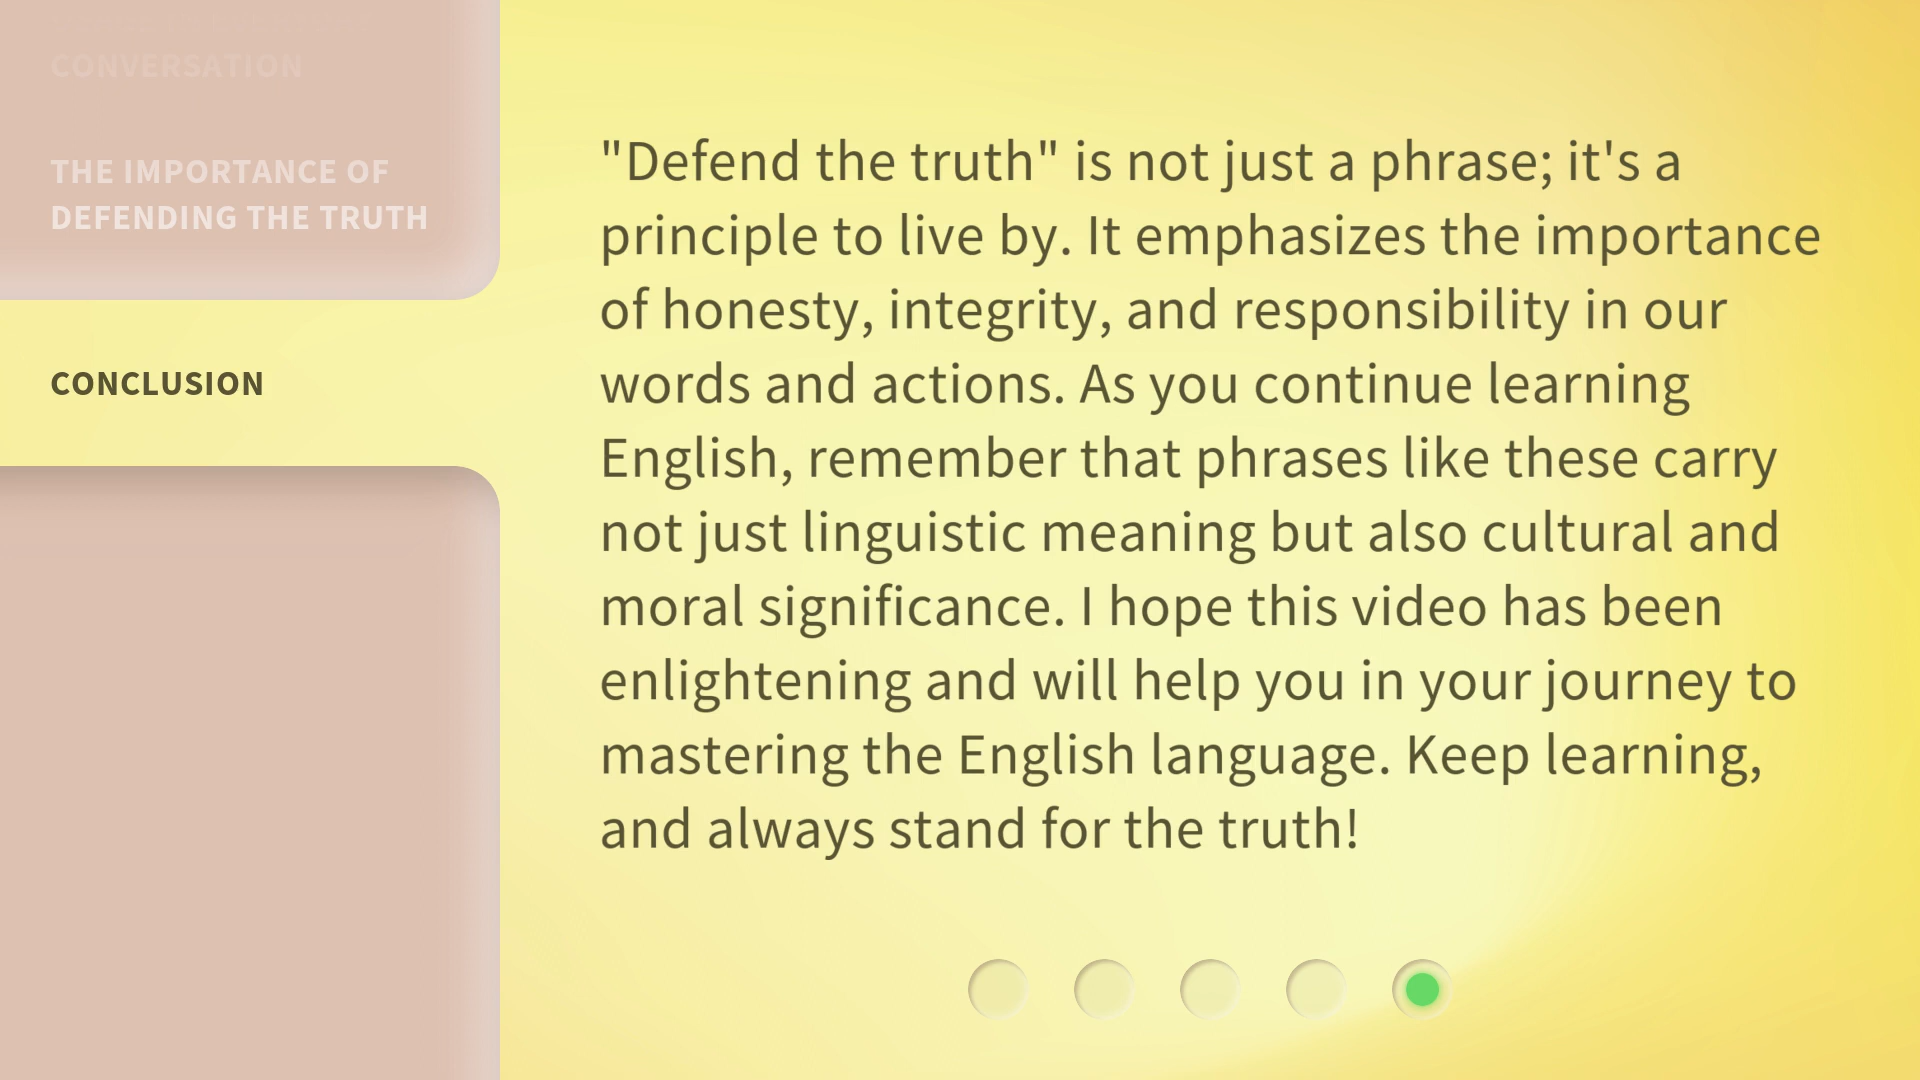 CONVERSATION
THE IMPORTANCE OF
DEFENDING THE TRUTH
CONCLUSION
"Defend the truth" is not just a phrase; it's a
principle to live by. It emphasizes the importance
of honesty, integrity, and responsibility in our
words and actions. As you continue learning
English, remember that phrases like these carry
not just linguistic meaning but also cultural and
moral significance. I hope this video has been
enlightening and will help you in your journey to
mastering the English language. Keep learning,
and always stand for the truth!